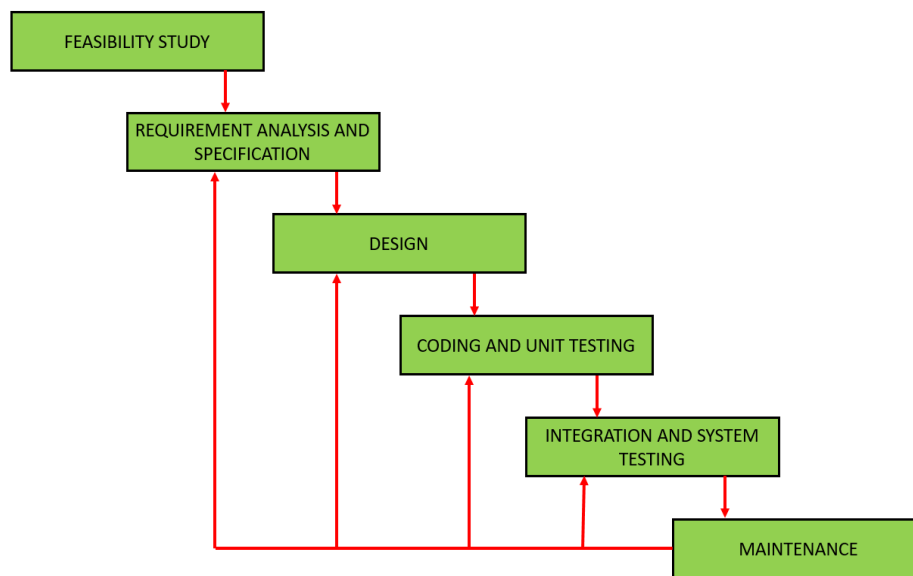 FEASIBILITY STUDY
REQUIREMENT ANALYSIS AND
SPECIFICATION
DESIGN
CODING AND UNIT TESTING
INTEGRATION AND SYSTEM
TESTING
MAINTENANCE